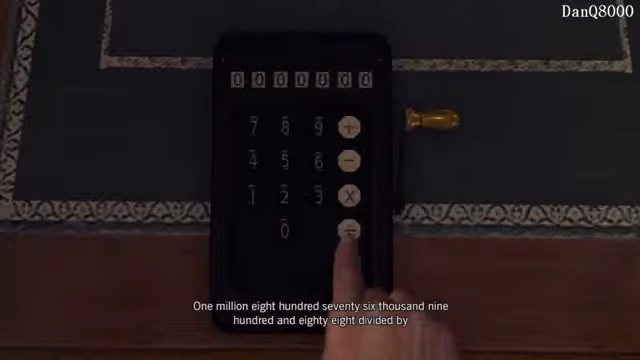 DanQ8000
0000000
7 8 9 +
4 5 6 −
1 2 3 X
0 ÷
One million eight hundred seventy six thousand nine
hundred and eighty eight divided by